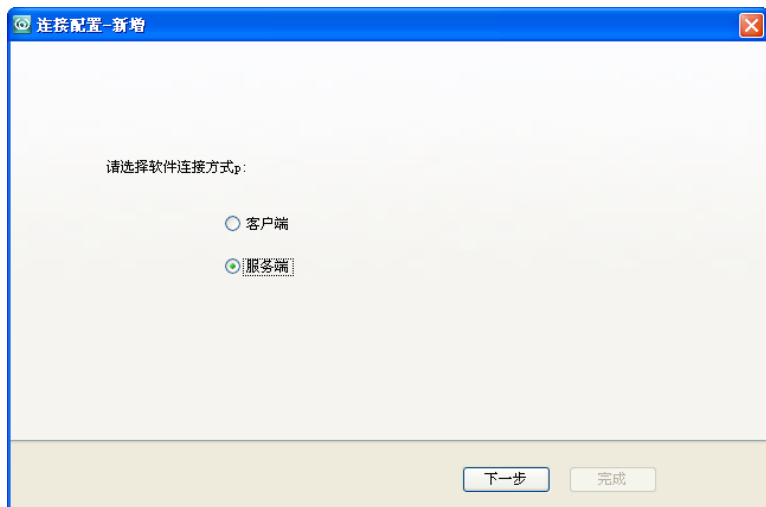 连接配置-新增
请选择软件连接方式p:
客户端
服务端
下一步
完成